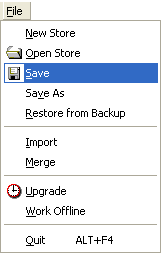 File
New Store
Open Store
Save
Save As
Restore from Backup
Import
Merge
Upgrade
Work Offline
Quit ALT+F4